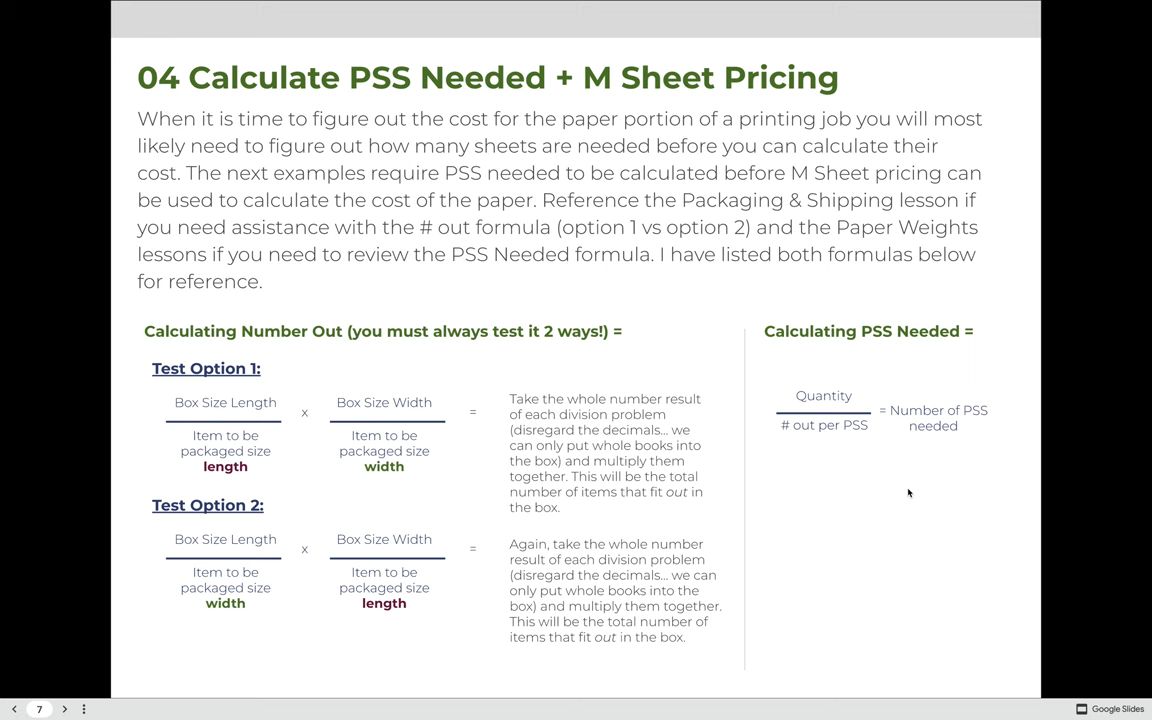 04 Calculate PSS Needed + M Sheet Pricing
When it is time to figure out the cost for the paper portion of a printing job you will most
likely need to figure out how many sheets are needed before you can calculate their
cost. The next examples require PSS needed to be calculated before M Sheet pricing can
be used to calculate the cost of the paper. Reference the Packaging & Shipping lesson if
you need assistance with the # out formula (option 1 vs option 2) and the Paper Weights
lessons if you need to review the PSS Needed formula. I have listed both formulas below
for reference.
Calculating Number Out (you must always test it 2 ways!) =
Test Option 1:
Box Size Length
Item to be
packaged size
length
x
Box Size Width
Item to be
packaged size
width
=
Take the whole number result
of each division problem
(disregard the decimals... we
can only put whole books into
the box) and multiply them
together. This will be the total
number of items that fit out in
the box.
Test Option 2:
Box Size Length
Item to be
packaged size
width
x
Box Size Width
Item to be
packaged size
length
=
Again, take the whole number
result of each division problem
(disregard the decimals... we can
only put whole books into the
box) and multiply them together.
This will be the total number of
items that fit out in the box.
Calculating PSS Needed =
Quantity
# out per PSS
= Number of PSS
needed
7
Google Slides